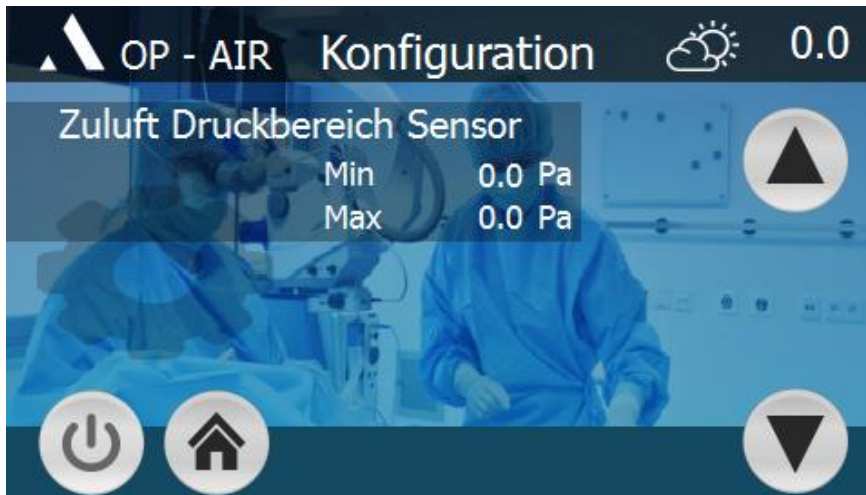 OP - AIR Konfiguration 0.0
Zuluft Druckbereich Sensor
Min 0.0 Pa
Max 0.0 Pa